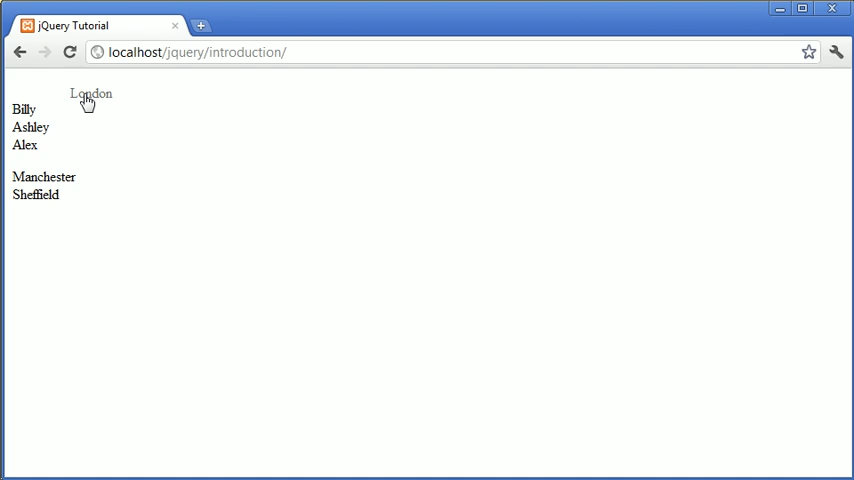 jQuery Tutorial
localhost/jquery/introduction/
London
Billy
Ashley
Alex
Manchester
Sheffield